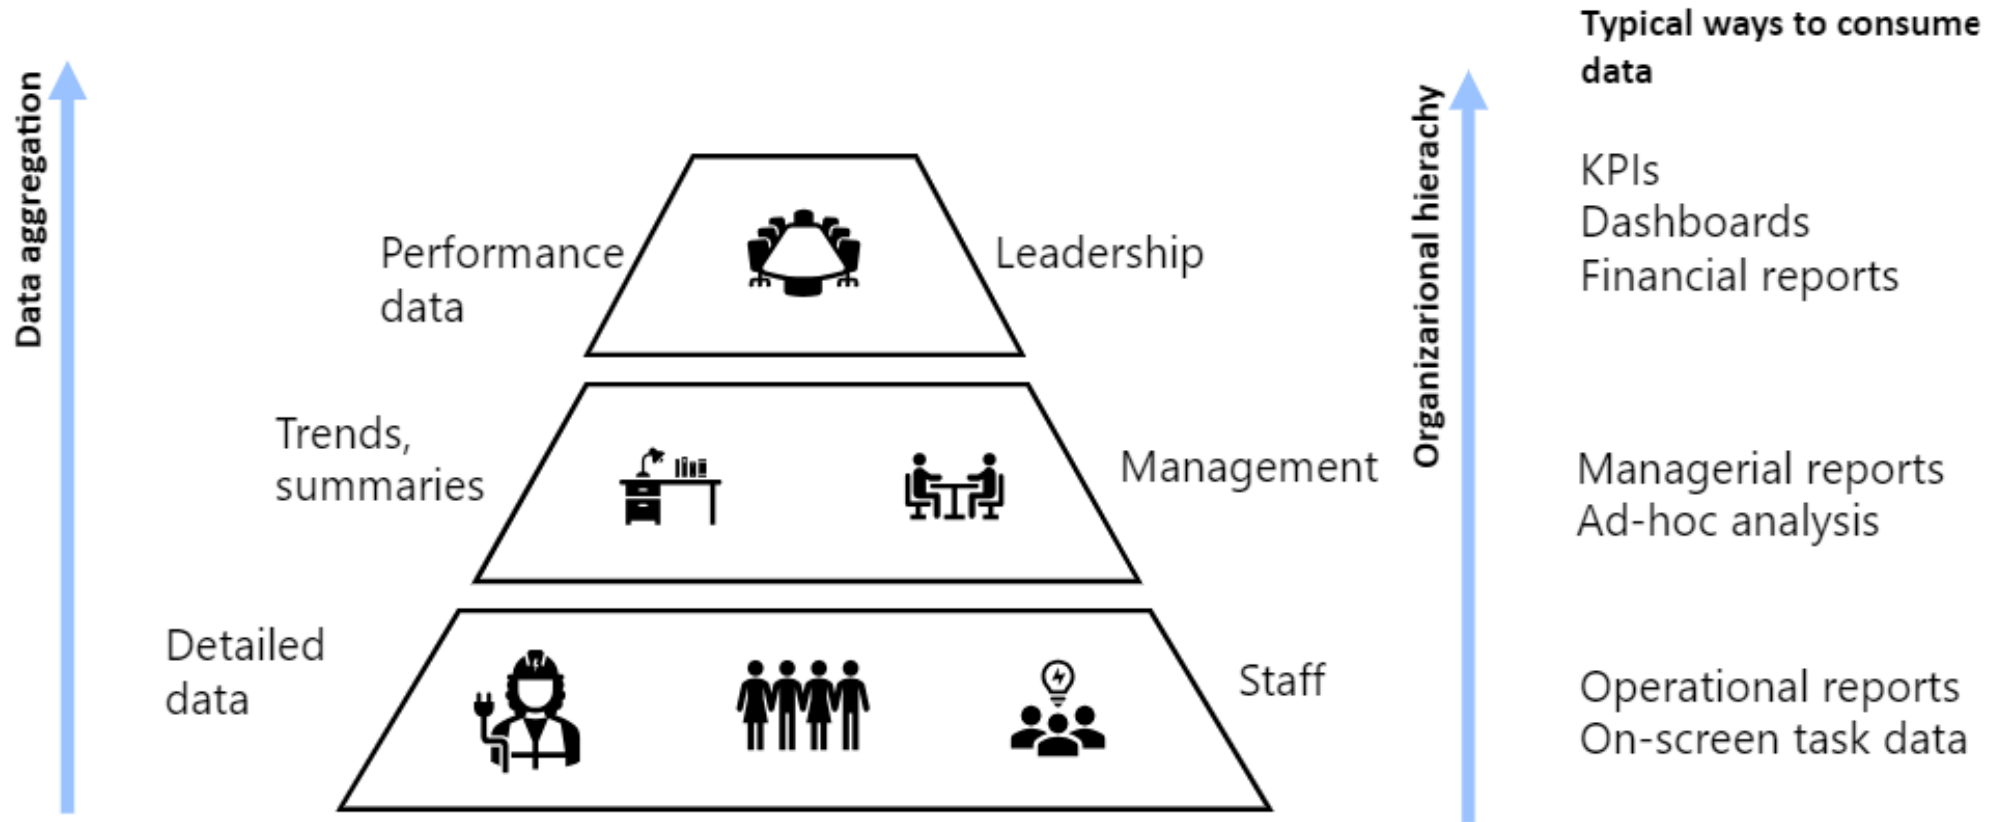 Typical ways to consume
data
Data aggregation
Organizarional hierachy
Performance
data
Leadership
KPIs
Dashboards
Financial reports
Trends,
summaries
Management
Managerial reports
Ad-hoc analysis
Detailed
data
Staff
Operational reports
On-screen task data